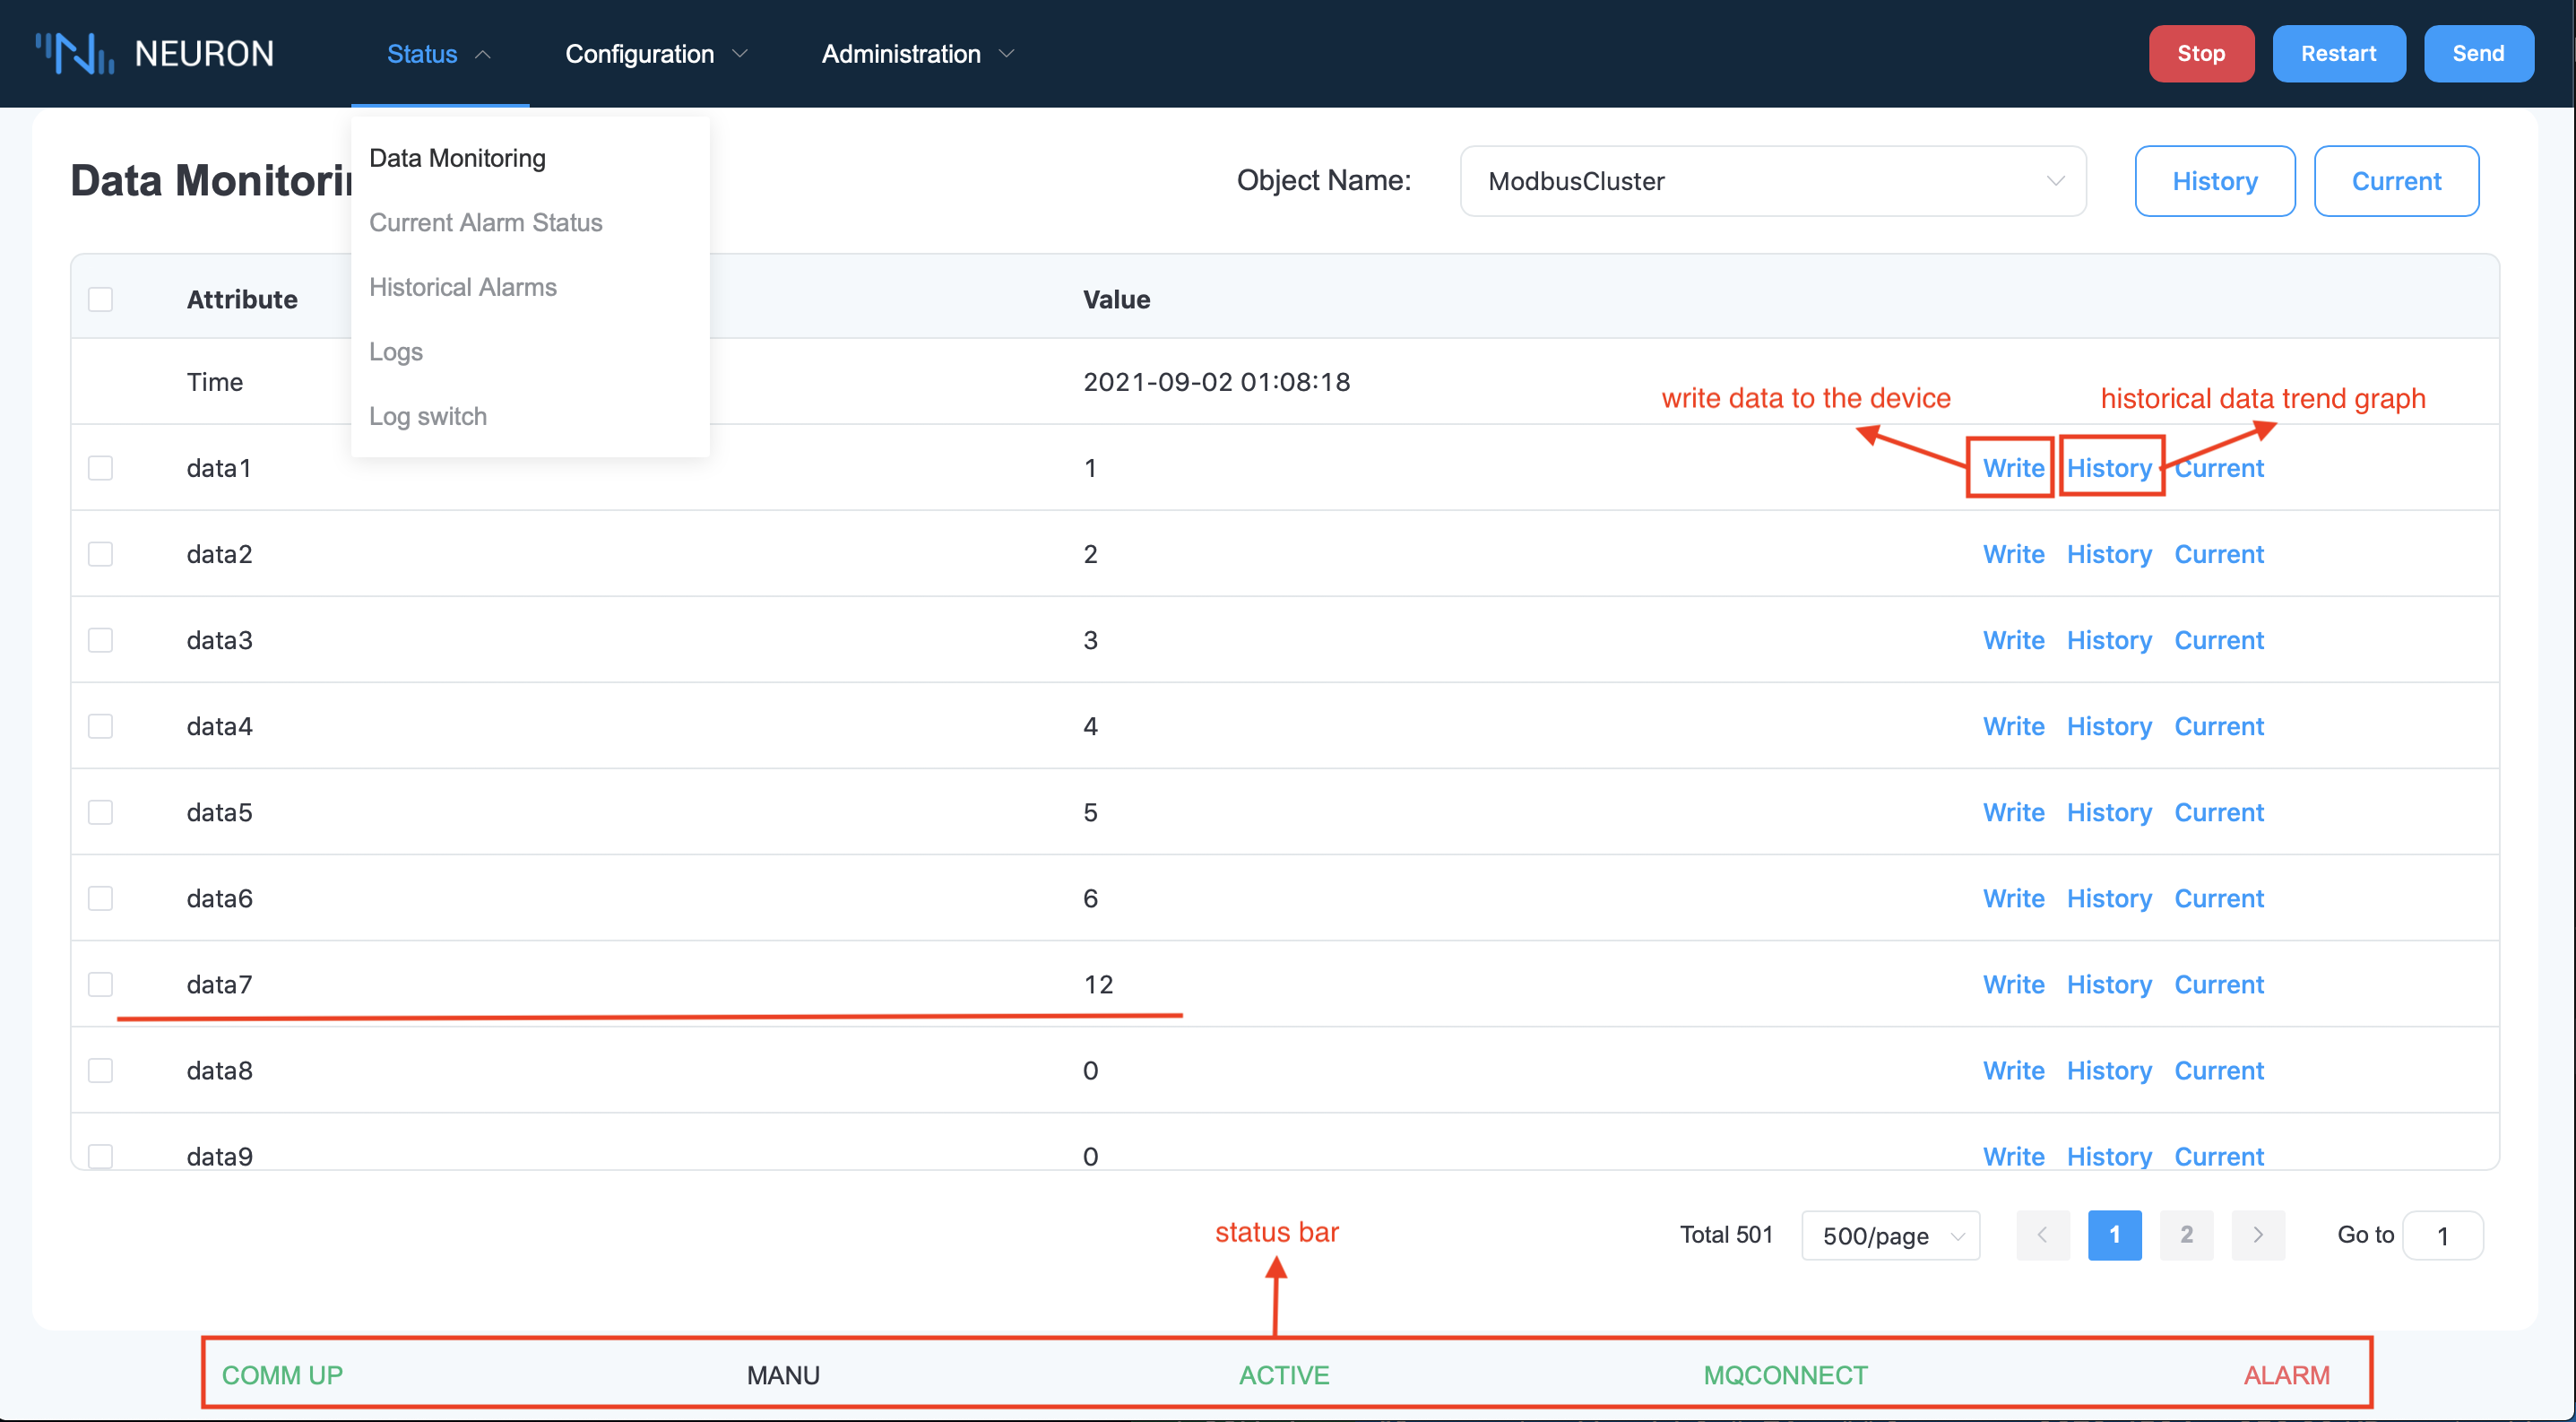 NEURON Status Configuration Administration Stop Restart Send
Data Monitorin Object Name: ModbusCluster History Current
Data Monitoring
Current Alarm Status
Historical Alarms
Logs
Log switch
Attribute Value
Time 2021-09-02 01:08:18
write data to the device historical data trend graph
data1 1 Write History Current
data2 2 Write History Current
data3 3 Write History Current
data4 4 Write History Current
data5 5 Write History Current
data6 6 Write History Current
data7 12 Write History Current
data8 0 Write History Current
data9 0 Write History Current
status bar Total 501 500/page 1 2 Go to 1
COMM UP MANU ACTIVE MQCONNECT ALARM